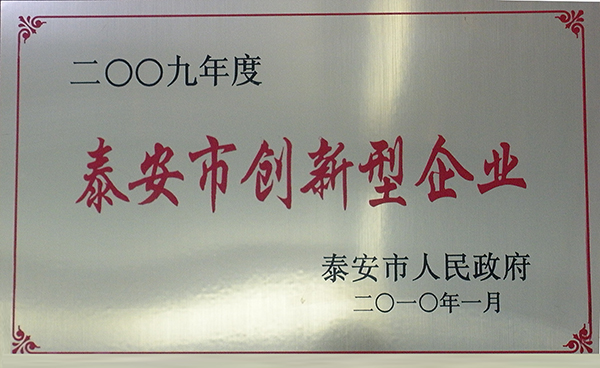 二〇〇九年度
泰安市创新型企业
泰安市人民政府
二〇一〇年一月